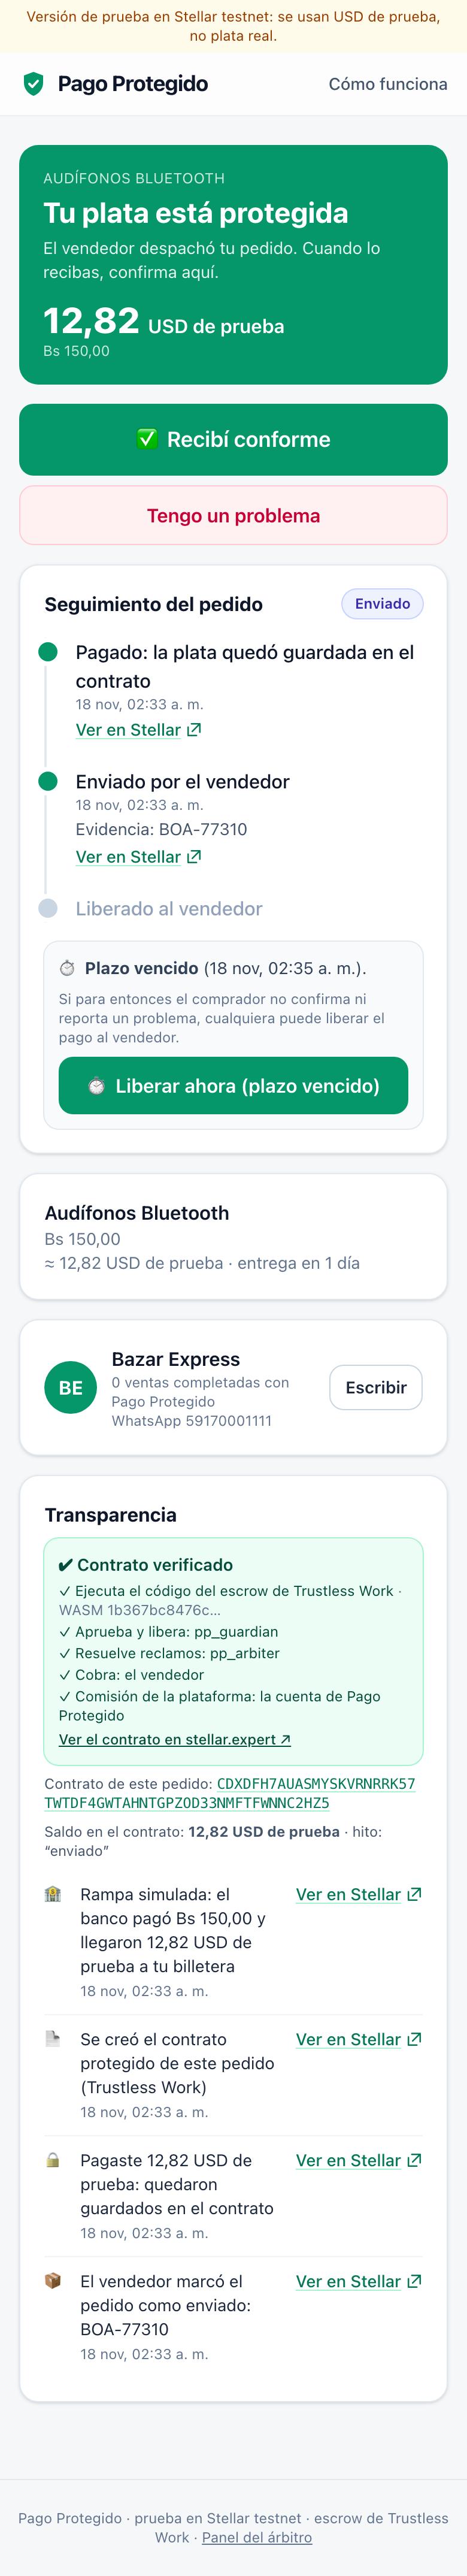 Versión de prueba en Stellar testnet: se usan USD de prueba,
no plata real.
Pago Protegido
Cómo funciona
AUDÍFONOS BLUETOOTH
Tu plata está protegida
El vendedor despachó tu pedido. Cuando lo
recibas, confirma aquí.
12,82 USD de prueba
Bs 150,00
✅ Recibí conforme
Tengo un problema
Seguimiento del pedido
Enviado
Pagado: la plata quedó guardada en el
contrato
18 nov, 02:33 a. m.
Ver en Stellar
Enviado por el vendedor
18 nov, 02:33 a. m.
Evidencia: BOA-77310
Ver en Stellar
Liberado al vendedor
⏱ Plazo vencido (18 nov, 02:35 a. m.).
Si para entonces el comprador no confirma ni
reporta un problema, cualquiera puede liberar el
pago al vendedor.
⏱ Liberar ahora (plazo vencido)
Audífonos Bluetooth
Bs 150,00
≈ 12,82 USD de prueba · entrega en 1 día
BE
Bazar Express
0 ventas completadas con
Pago Protegido
WhatsApp 59170001111
Escribir
Transparencia
✔ Contrato verificado
✓ Ejecuta el código del escrow de Trustless Work ·
WASM 1b367bc8476c…
✓ Aprueba y libera: pp_guardian
✓ Resuelve reclamos: pp_arbiter
✓ Cobra: el vendedor
✓ Comisión de la plataforma: la cuenta de Pago
Protegido
Ver el contrato en stellar.expert ↗
Contrato de este pedido: CDXDFH7AUASMYSKVRNRRK57
TWTDF4GWTAHNTGPZOD33NMFTFWNNC2HZ5
Saldo en el contrato: 12,82 USD de prueba · hito:
“enviado”
Rampa simulada: el
banco pagó Bs 150,00 y
llegaron 12,82 USD de
prueba a tu billetera
18 nov, 02:33 a. m.
Ver en Stellar
Se creó el contrato
protegido de este pedido
(Trustless Work)
18 nov, 02:33 a. m.
Ver en Stellar
Pagaste 12,82 USD de
prueba: quedaron
guardados en el contrato
18 nov, 02:33 a. m.
Ver en Stellar
El vendedor marcó el
pedido como enviado:
BOA-77310
18 nov, 02:33 a. m.
Ver en Stellar
Pago Protegido · prueba en Stellar testnet · escrow de Trustless
Work · Panel del árbitro